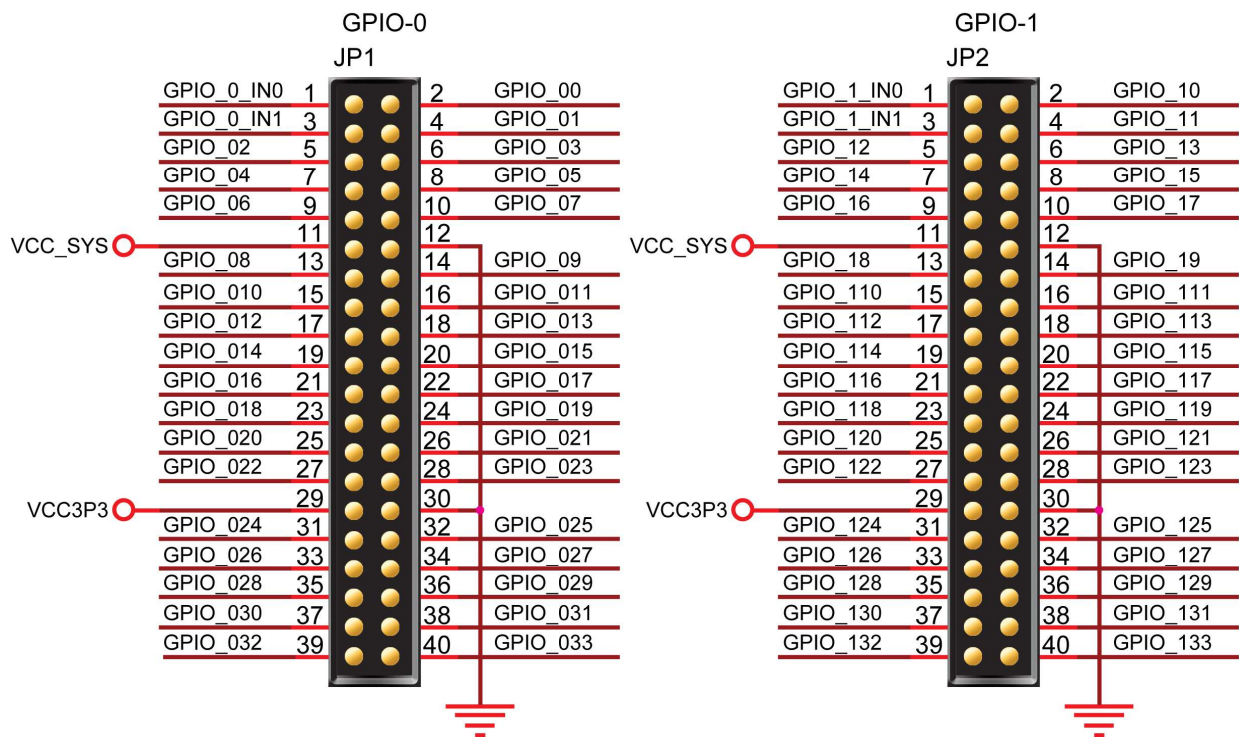 GPIO-0 GPIO-1
JP1 JP2
GPIO_0_IN0 1 2 GPIO_00 GPIO_1_IN0 1 2 GPIO_10
GPIO_0_IN1 3 4 GPIO_01 GPIO_1_IN1 3 4 GPIO_11
GPIO_02 5 6 GPIO_03 GPIO_12 5 6 GPIO_13
GPIO_04 7 8 GPIO_05 GPIO_14 7 8 GPIO_15
GPIO_06 9 10 GPIO_07 GPIO_16 9 10 GPIO_17
VCC_SYS 11 12 VCC_SYS 11 12
GPIO_08 13 14 GPIO_09 GPIO_18 13 14 GPIO_19
GPIO_010 15 16 GPIO_011 GPIO_110 15 16 GPIO_111
GPIO_012 17 18 GPIO_013 GPIO_112 17 18 GPIO_113
GPIO_014 19 20 GPIO_015 GPIO_114 19 20 GPIO_115
GPIO_016 21 22 GPIO_017 GPIO_116 21 22 GPIO_117
GPIO_018 23 24 GPIO_019 GPIO_118 23 24 GPIO_119
GPIO_020 25 26 GPIO_021 GPIO_120 25 26 GPIO_121
GPIO_022 27 28 GPIO_023 GPIO_122 27 28 GPIO_123
VCC3P3 29 30 VCC3P3 29 30
GPIO_024 31 32 GPIO_025 GPIO_124 31 32 GPIO_125
GPIO_026 33 34 GPIO_027 GPIO_126 33 34 GPIO_127
GPIO_028 35 36 GPIO_029 GPIO_128 35 36 GPIO_129
GPIO_030 37 38 GPIO_031 GPIO_130 37 38 GPIO_131
GPIO_032 39 40 GPIO_033 GPIO_132 39 40 GPIO_133